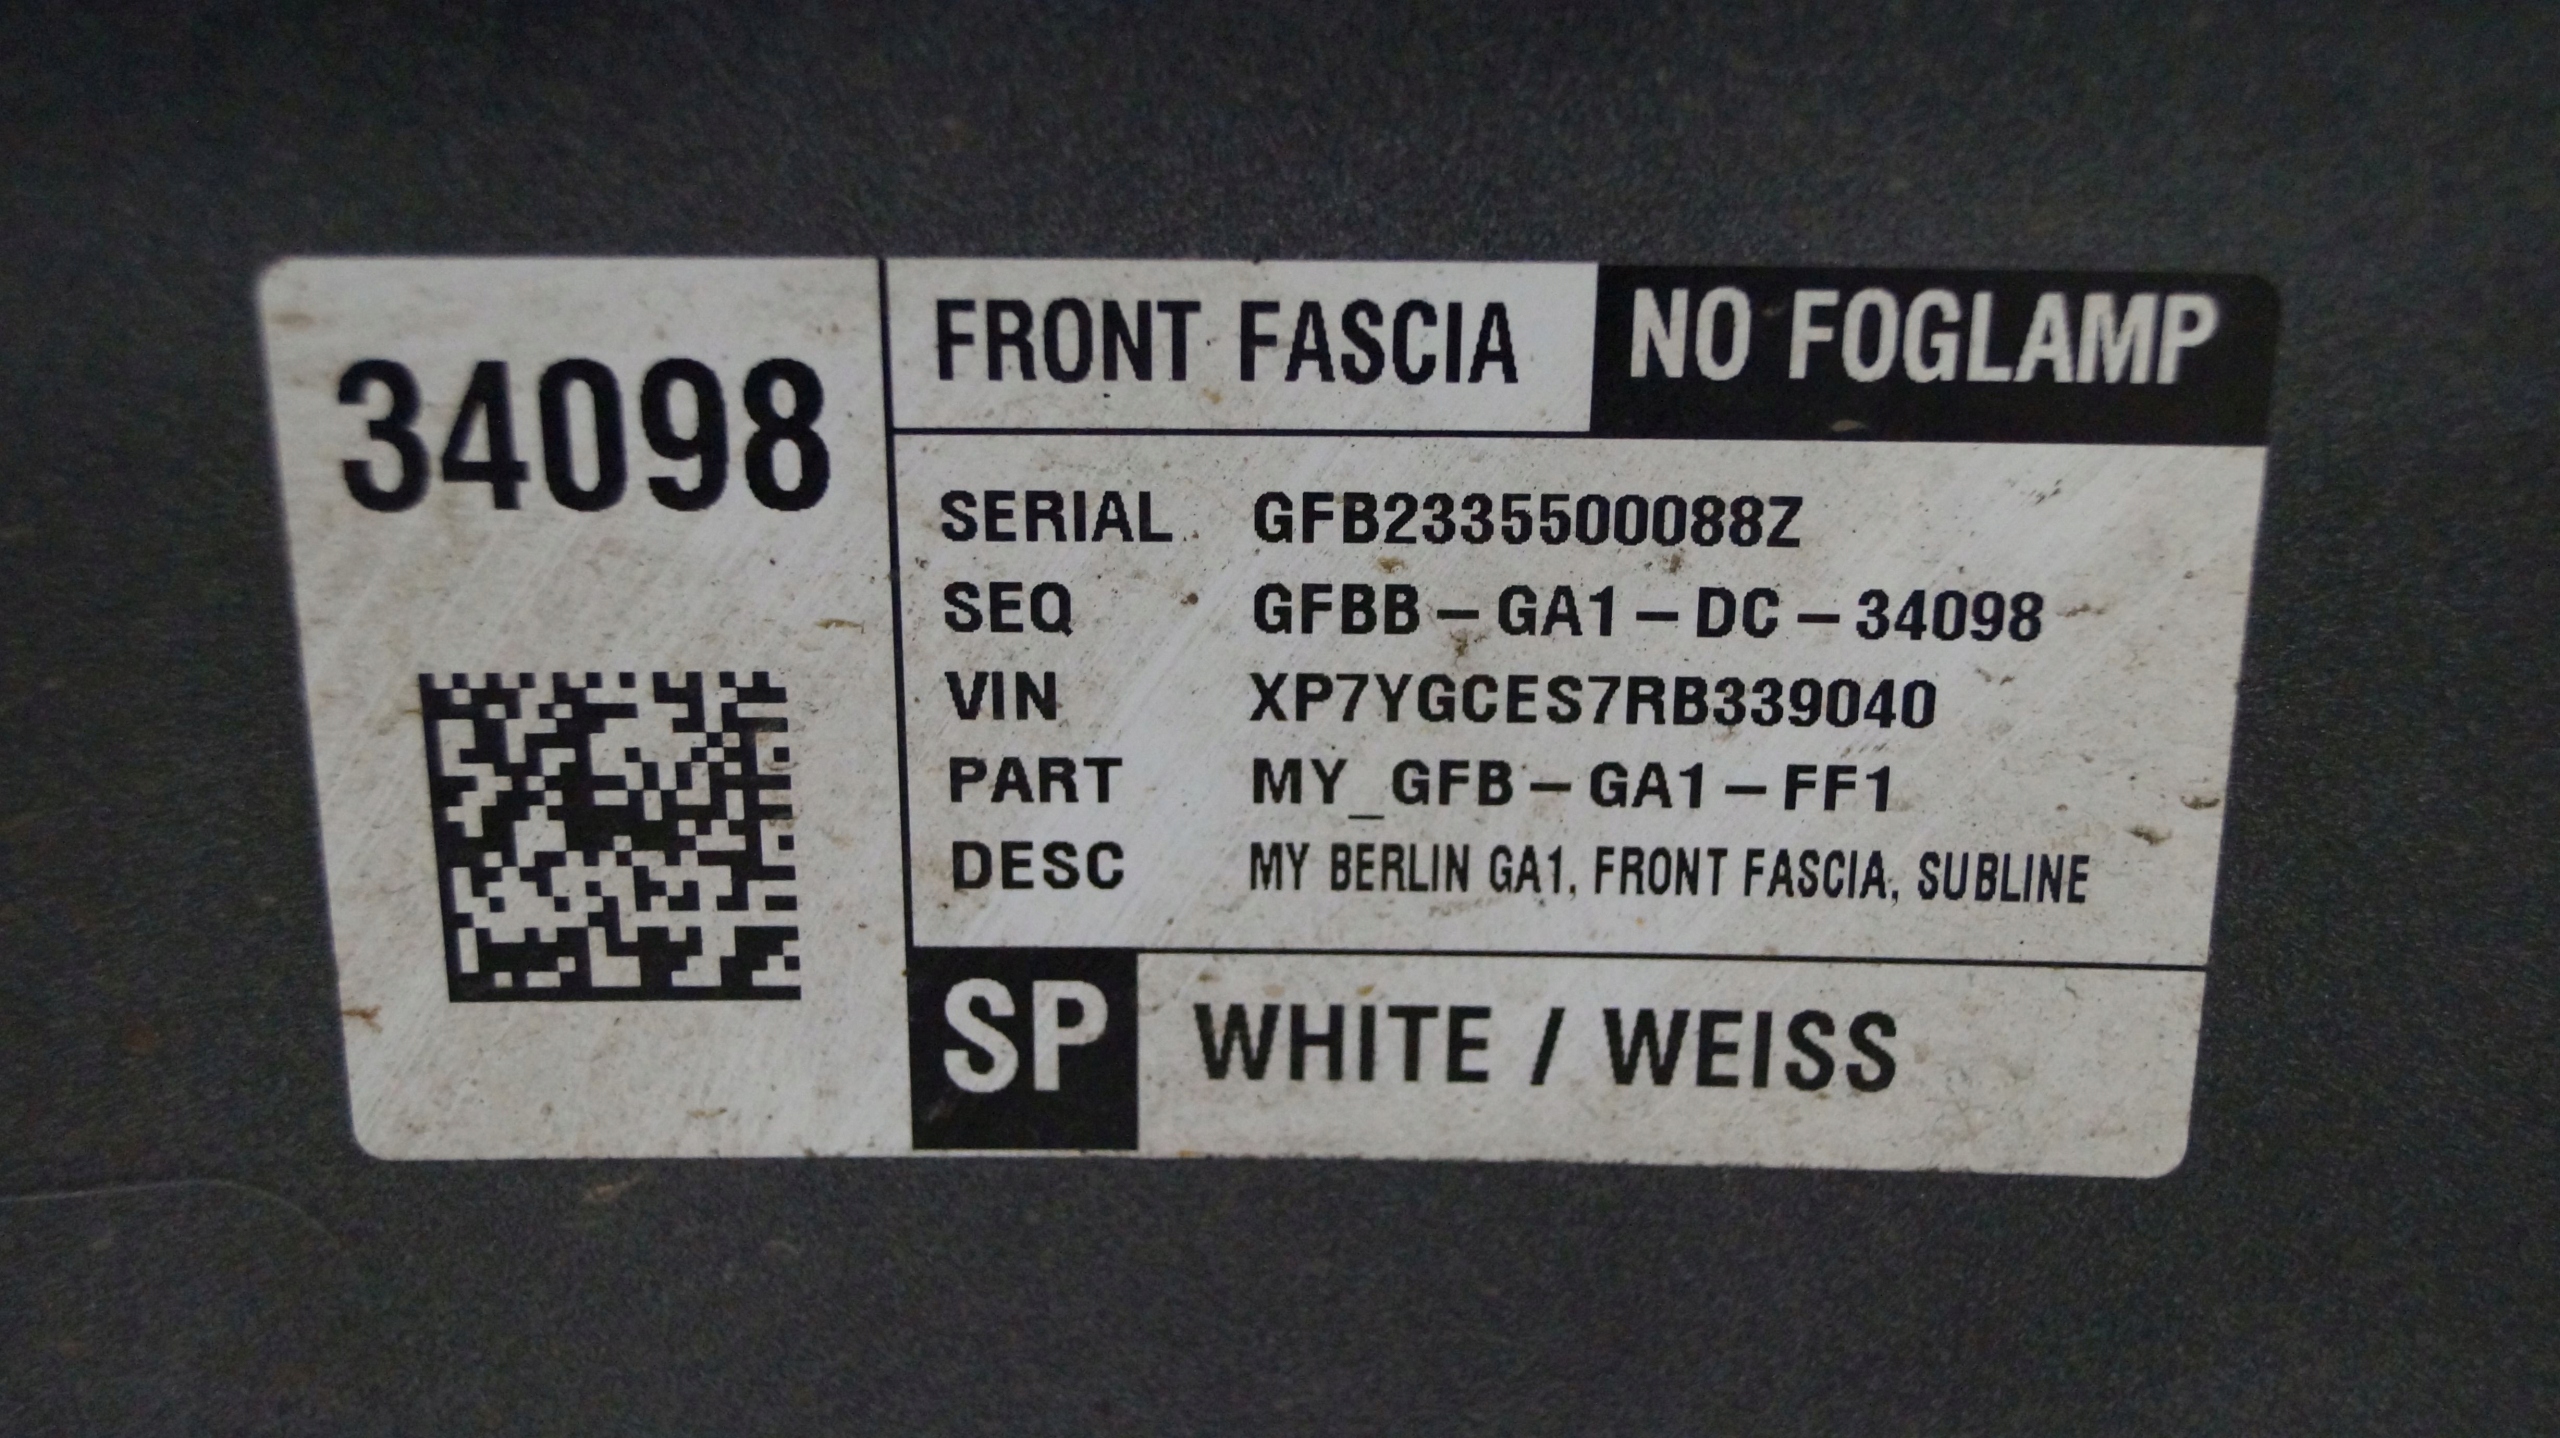 34098
FRONT FASCIA
NO FOGLAMP
SERIAL GFB2335500088Z
SEQ GFBB-GA1-DC-34098
VIN XP7YGCES7RB339040
PART MY_GFB-GA1-FF1
DESC MY BERLIN GA1, FRONT FASCIA, SUBLINE
SP WHITE / WEISS